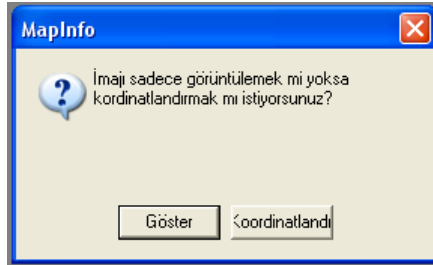 MapInfo
İmajı sadece görüntülemek mi yoksa
kordinatlandırmak mı istiyorsunuz?
Göster
Koordinatlandı